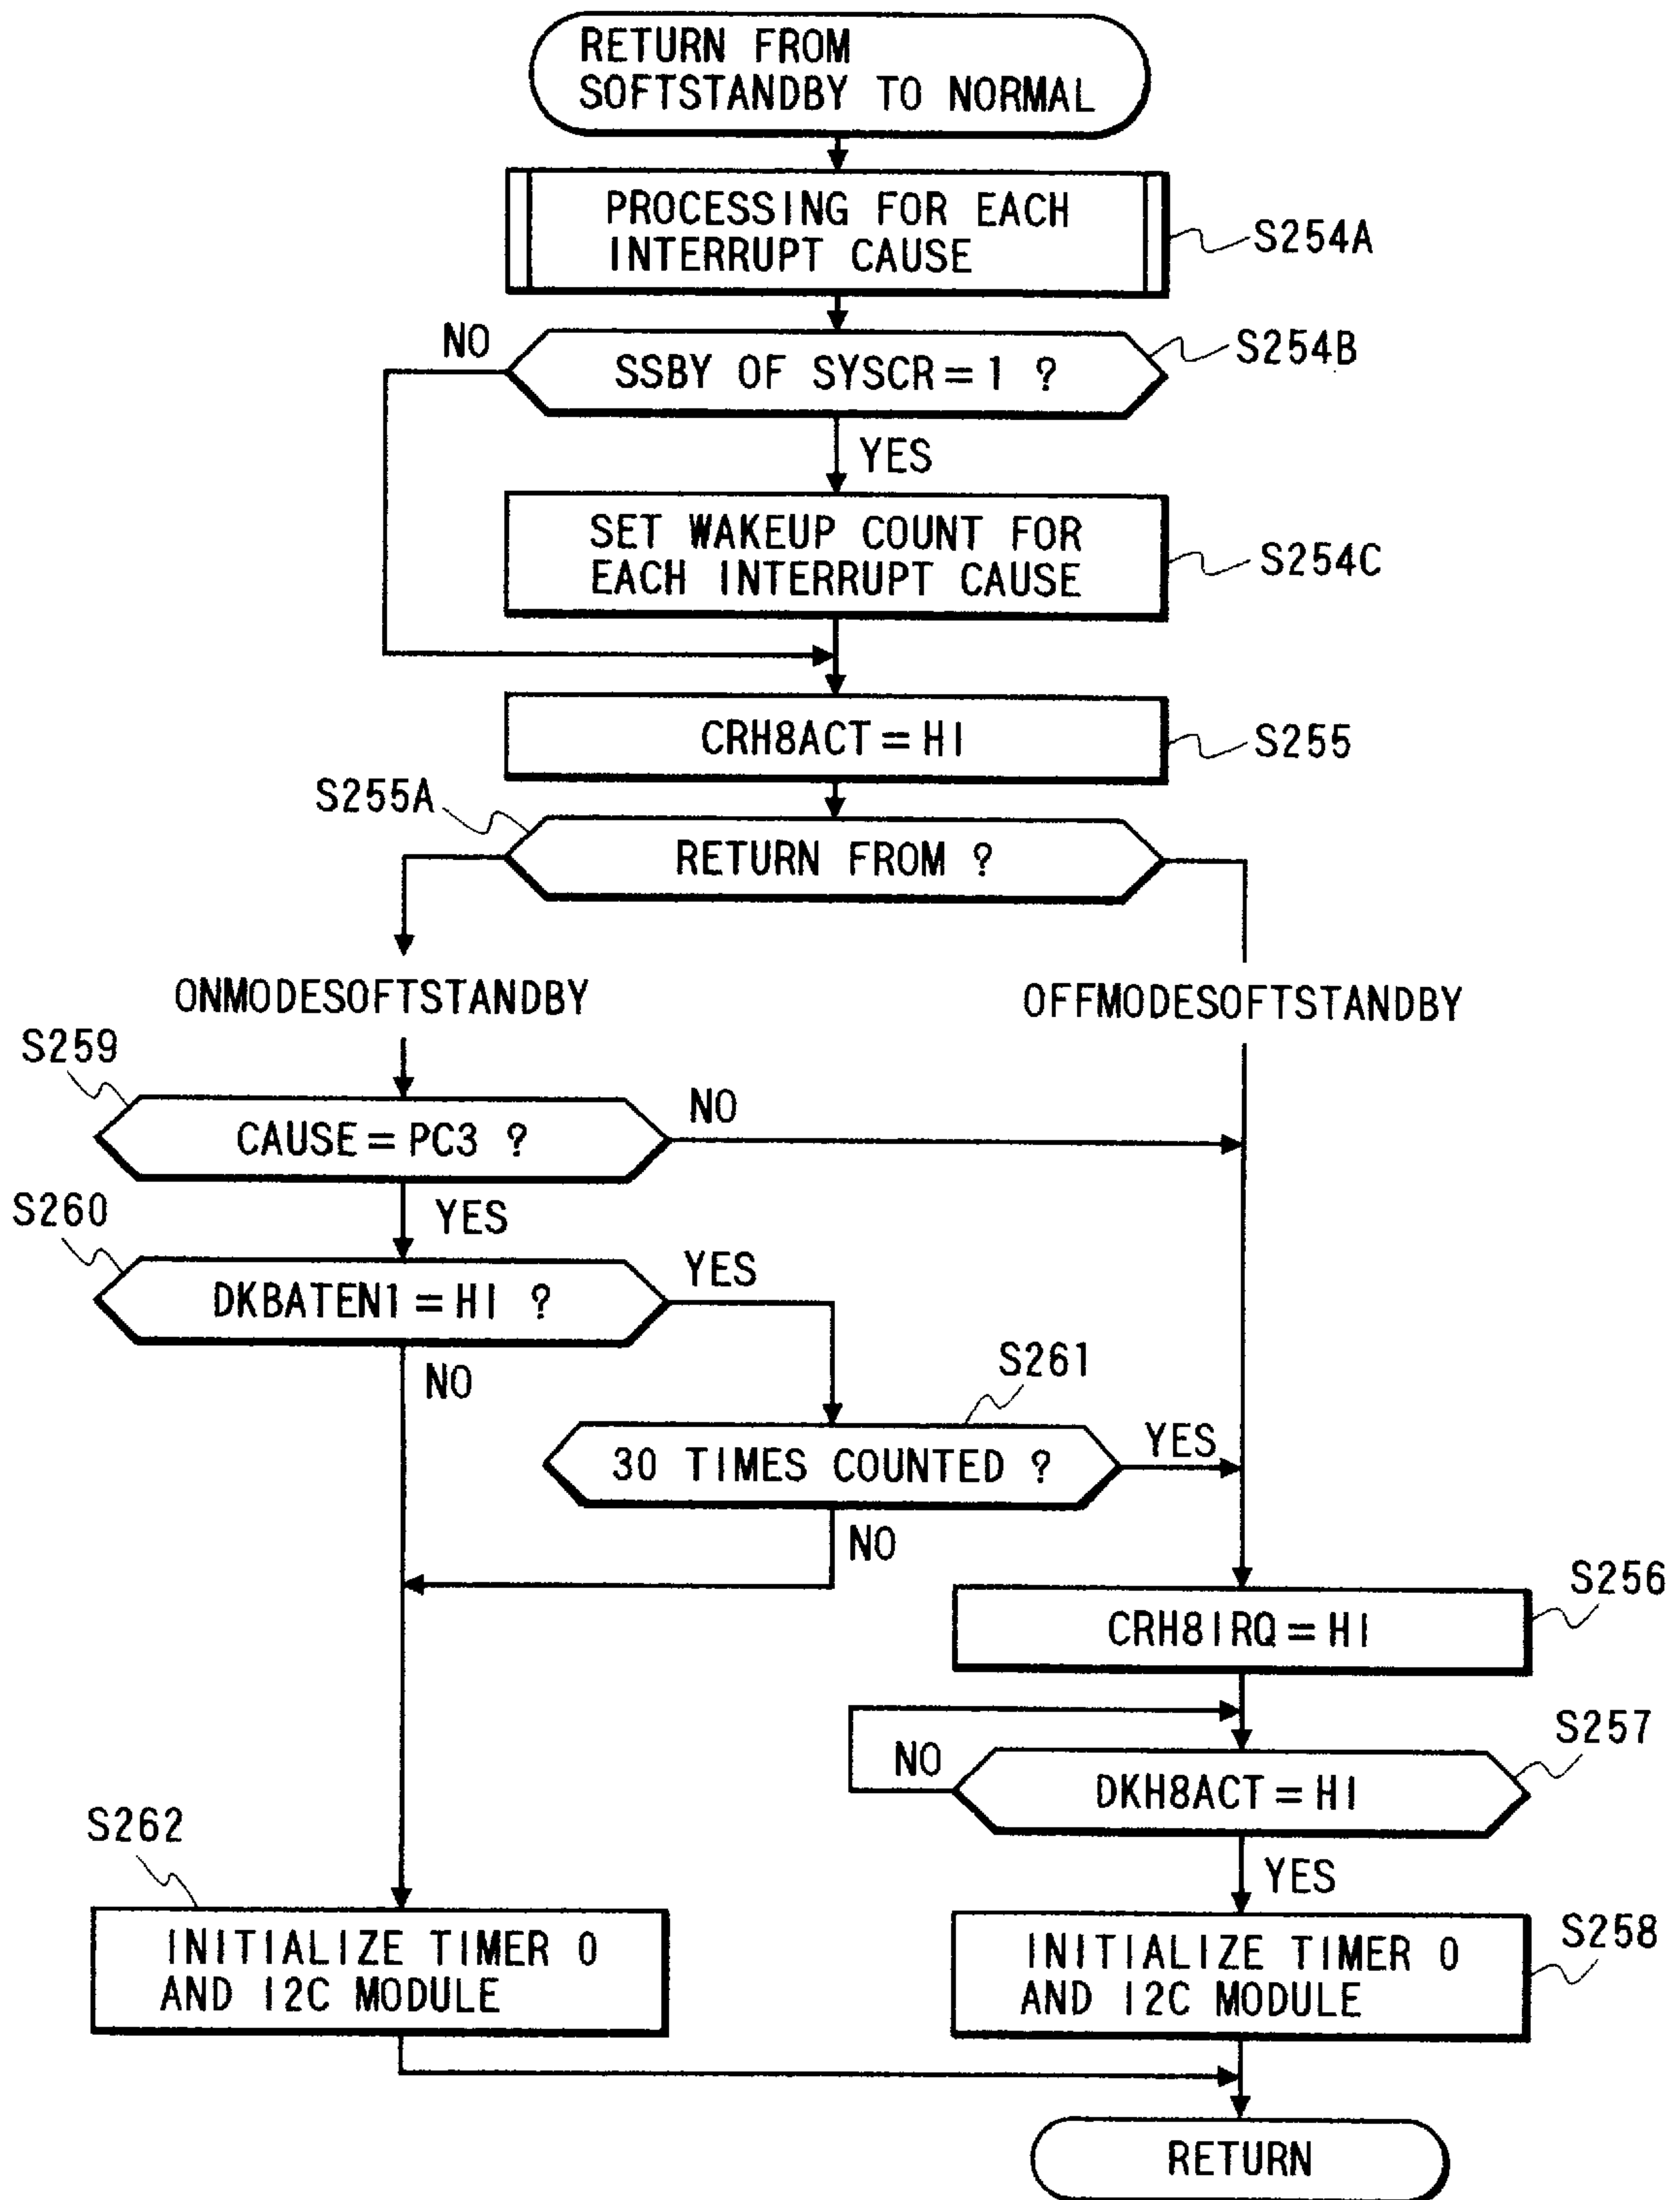 RETURN FROM
SOFTSTANDBY TO NORMAL
PROCESSING FOR EACH
INTERRUPT CAUSE
S254A
NO
SSBY OF SYSCR=1 ?
S254B
YES
SET WAKEUP COUNT FOR
EACH INTERRUPT CAUSE
S254C
CRH8ACT=HI
S255
S255A
RETURN FROM ?
ONMODESOFTSTANDBY
OFFMODESOFTSTANDBY
S259
CAUSE=PC3 ?
NO
YES
S260
DKBATEN1=HI ?
YES
NO
S261
30 TIMES COUNTED ?
YES
NO
S256
CRH8IRQ=HI
S257
NO
DKH8ACT=HI
YES
S262
INITIALIZE TIMER 0
AND I2C MODULE
S258
INITIALIZE TIMER 0
AND I2C MODULE
RETURN